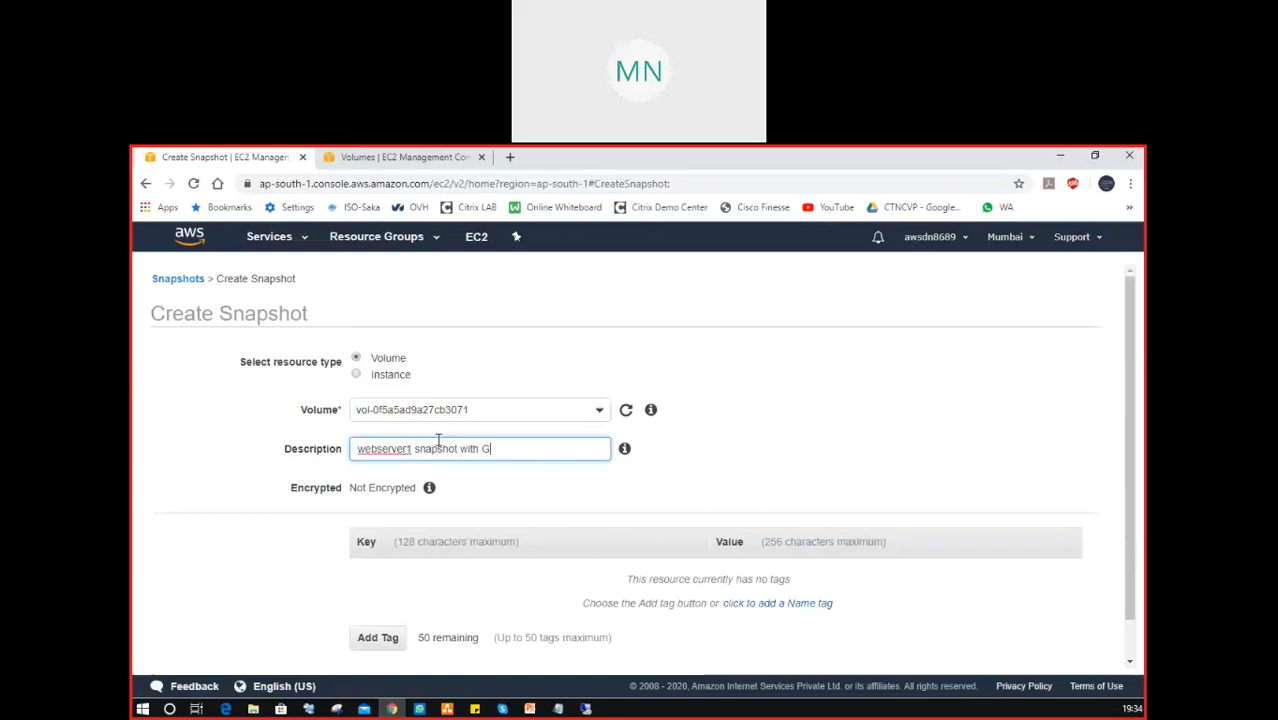 MN
Create Snapshot | EC2 Managen
Volumes | EC2 Management Con
ap-south-1.console.aws.amazon.com/ec2/v2/home?region=ap-south-1#CreateSnapshot:
Apps Bookmarks Settings ISO-Saka OVH Citrix LAB Online Whiteboard Citrix Demo Center Cisco Finesse YouTube CTNCVP - Google... WA »
aws Services Resource Groups EC2 awsdn8689 Mumbai Support
Snapshots > Create Snapshot
Create Snapshot
Select resource type Volume
Instance
Volume* vol-0f5a5ad9a27cb3071
Description webserver1 snapshot with G
Encrypted Not Encrypted
Key (128 characters maximum) Value (256 characters maximum)
This resource currently has no tags
Choose the Add tag button or click to add a Name tag
Add Tag 50 remaining (Up to 50 tags maximum)
Feedback English (US) © 2008 - 2020, Amazon Internet Services Private Ltd. or its affiliates. All rights reserved. Privacy Policy Terms of Use
19:34